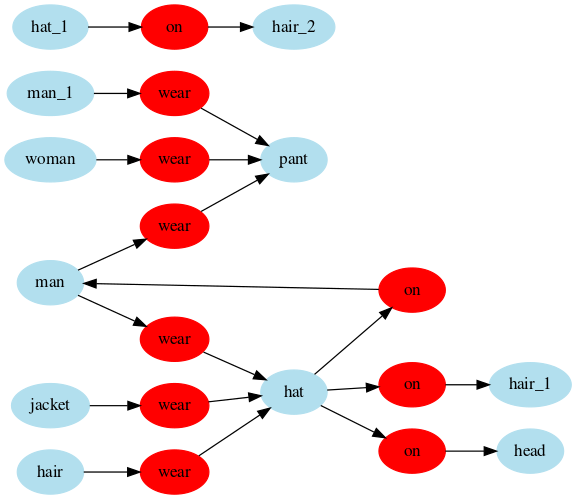 hat_1 on hair_2
man_1 wear
woman wear pant
wear
man on
wear
hat on hair_1
jacket wear
on head
hair wear